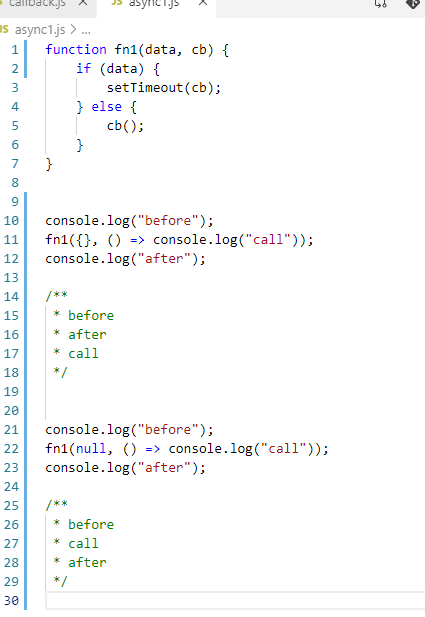 callback.js × JS async1.js ×
JS async1.js > ...
1 function fn1(data, cb) {
2 if (data) {
3 setTimeout(cb);
4 } else {
5 cb();
6 }
7 }
8
9
10 console.log("before");
11 fn1({}, () => console.log("call"));
12 console.log("after");
13
14 /**
15 * before
16 * after
17 * call
18 */
19
20
21 console.log("before");
22 fn1(null, () => console.log("call"));
23 console.log("after");
24
25 /**
26 * before
27 * call
28 * after
29 */
30